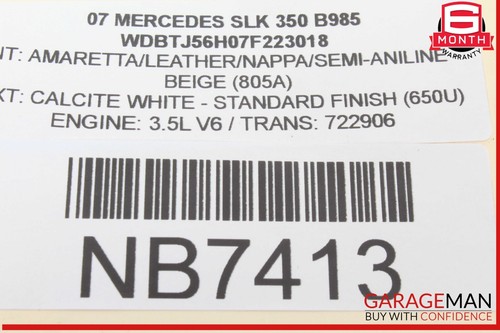 07 MERCEDES SLK 350 B985
WDBTJ56H07F223018
NT: AMARETTA/LEATHER/NAPPA/SEMI-ANILINE
BEIGE (805A)
XT: CALCITE WHITE - STANDARD FINISH (650U)
ENGINE: 3.5L V6 / TRANS: 722906
NB7413
6
MONTH
GARAGEMAN
BUY WITH CONFIDENCE